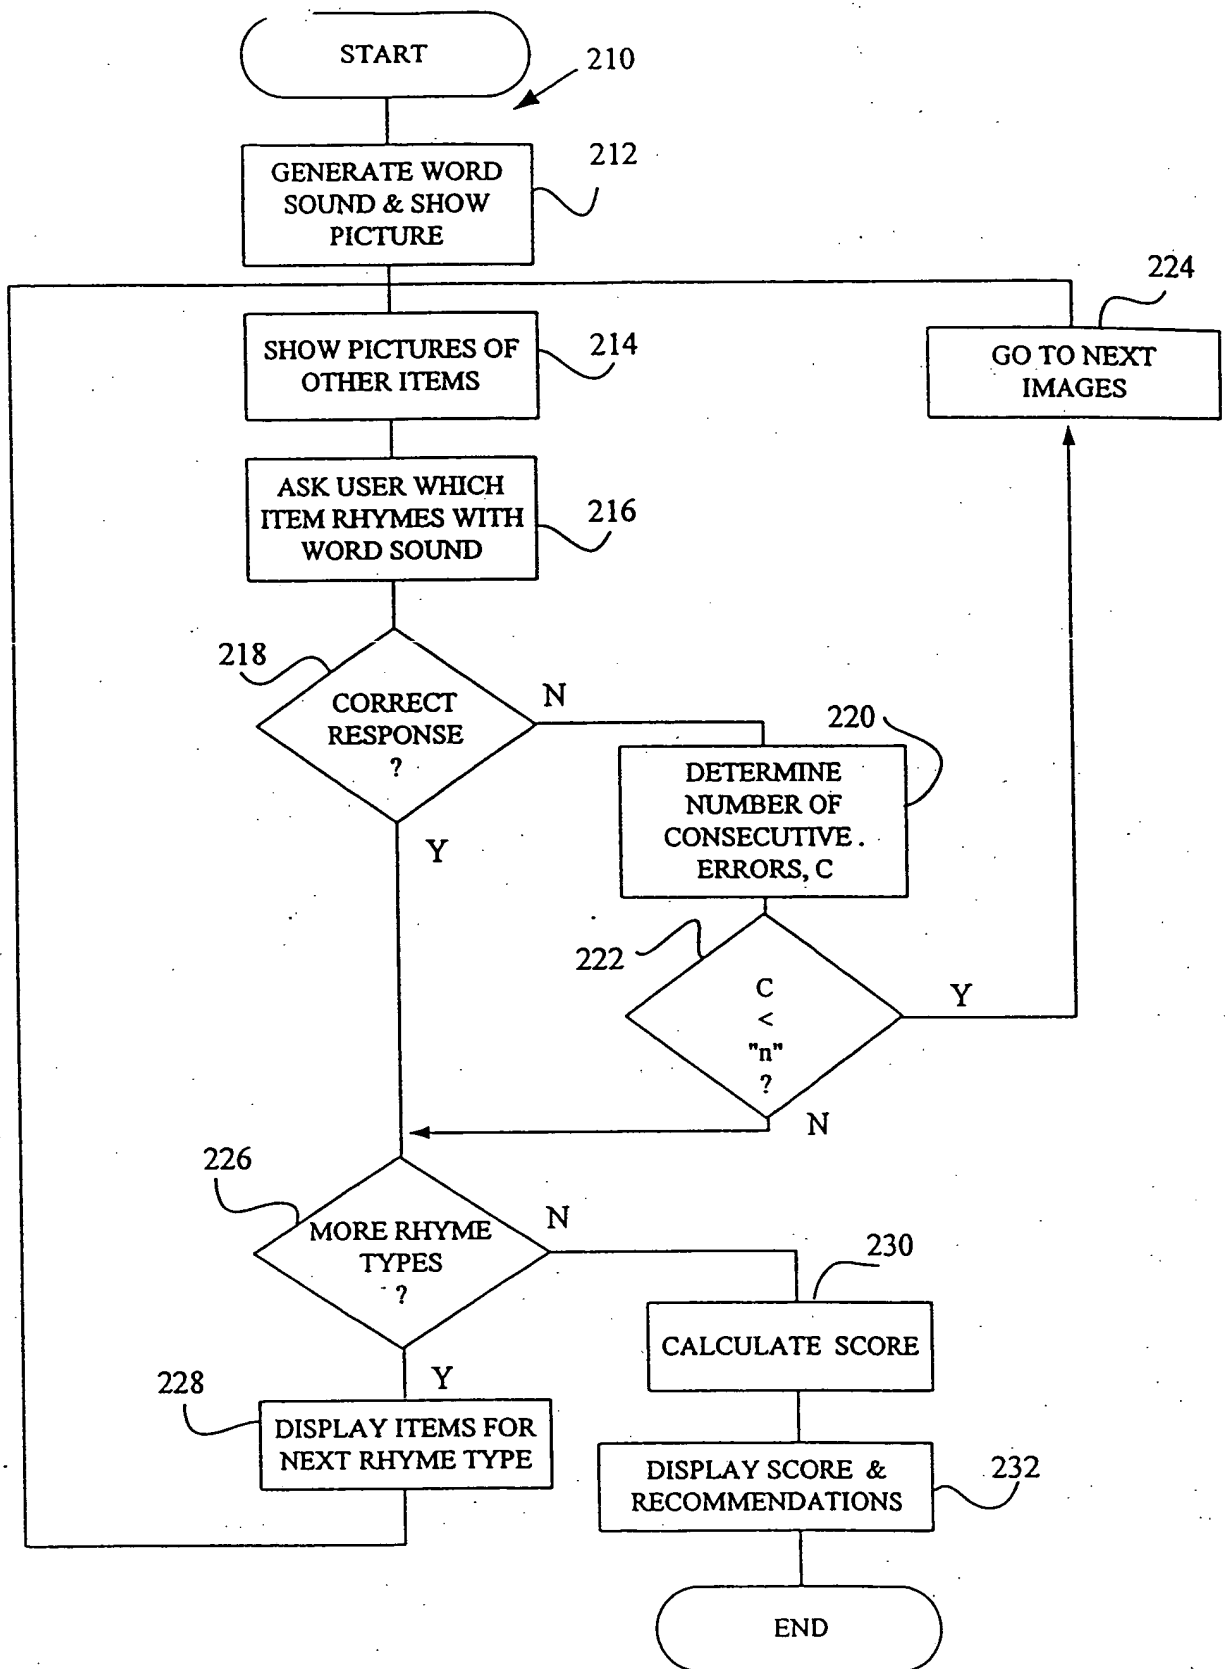 START
210
GENERATE WORD
SOUND & SHOW
PICTURE
212
224
SHOW PICTURES OF
OTHER ITEMS
214
GO TO NEXT
IMAGES
ASK USER WHICH
ITEM RHYMES WITH
WORD SOUND
216
218
CORRECT
RESPONSE
?
N
Y
220
DETERMINE
NUMBER OF
CONSECUTIVE
ERRORS, C
222
C
<
"n"
?
Y
N
226
MORE RHYME
TYPES
?
N
Y
230
CALCULATE SCORE
228
DISPLAY ITEMS FOR
NEXT RHYME TYPE
DISPLAY SCORE &
RECOMMENDATIONS
232
END